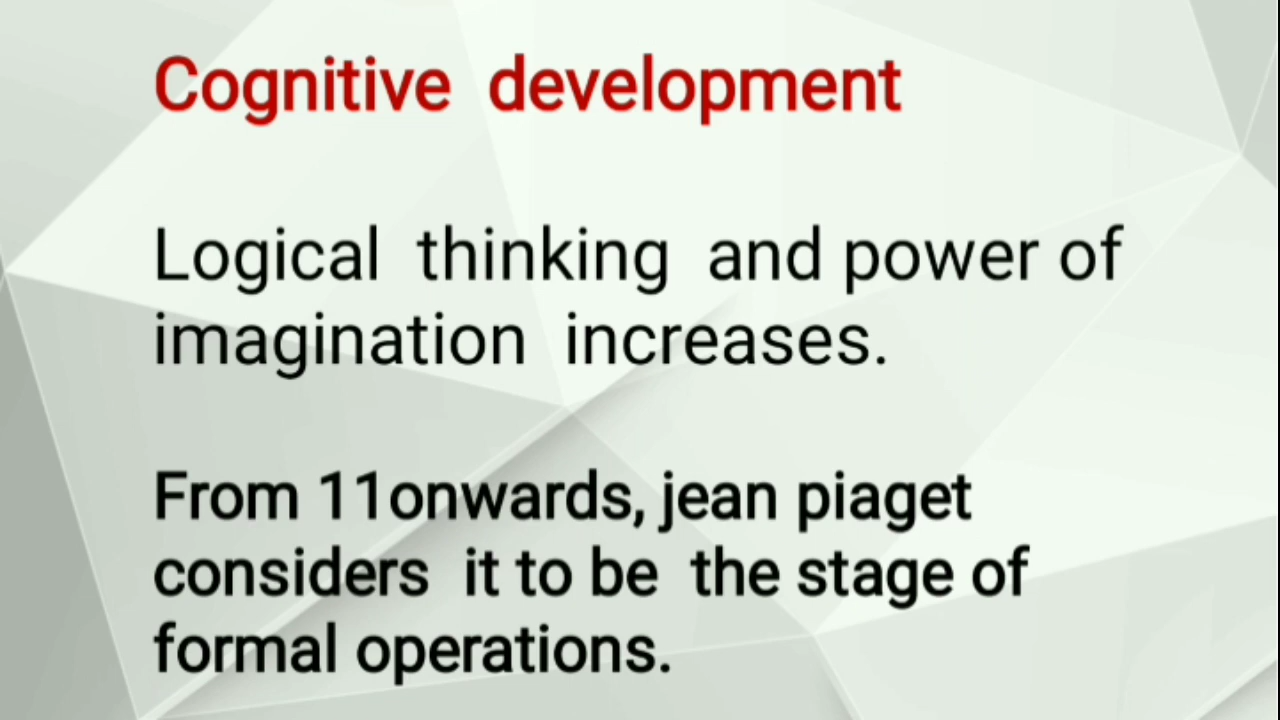 Cognitive development
Logical thinking and power of
imagination increases.
From 11onwards, jean piaget
considers it to be the stage of
formal operations.